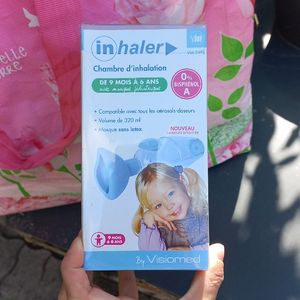 inhaler
Chambre d'inhalation
DE 9 MOIS À 6 ANS
0%
BISPHÉNOL
A
• Compatible avec tous les aérosols-doseurs
• Volume de 320 ml
• Masque sans latex
NOUVEAU
9 MOIS
6 ANS
By Visiomed